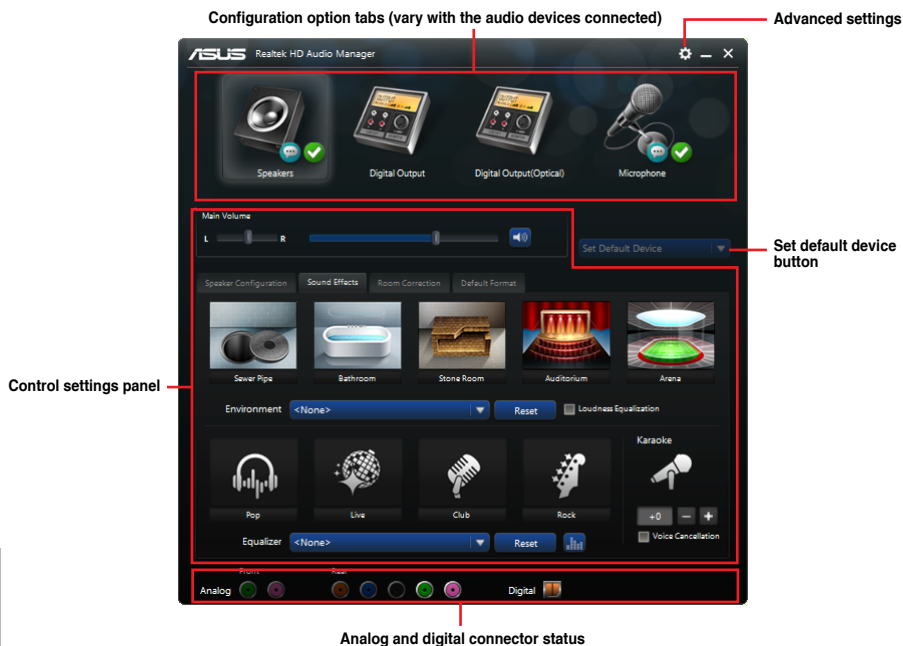 Configuration option tabs (vary with the audio devices connected)
Advanced settings
ASUS Realtek HD Audio Manager
Speakers
Digital Output
Digital Output(Optical)
Microphone
Main Volume
L
R
Set Default Device
Set default device button
Speaker Configuration
Sound Effects
Room Correction
Default Format
Sewer Pipe
Bathroom
Stone Room
Auditorium
Arena
Control settings panel
Environment
<None>
Reset
Loudness Equalization
Pop
Live
Club
Rock
Karaoke
+0
Voice Cancellation
Equalizer
<None>
Reset
Front
Rear
Analog
Digital
Analog and digital connector status